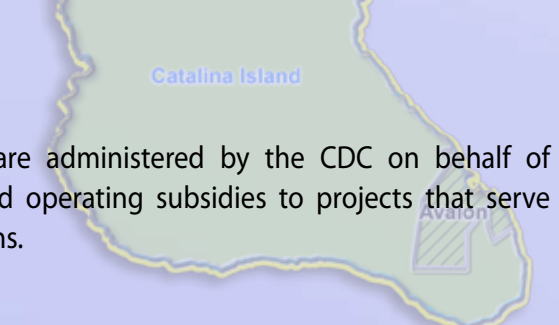 Catalina Island
are administered by the CDC on behalf of
d operating subsidies to projects that serve
Avalon
ns.